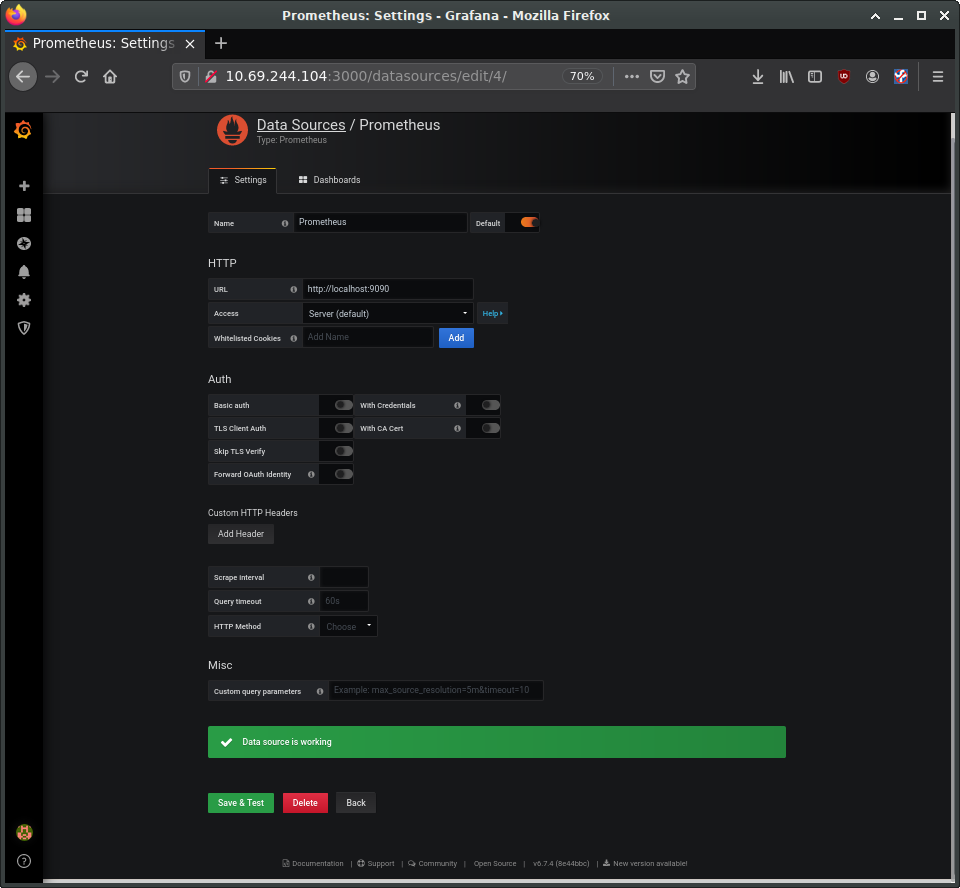 Prometheus: Settings - Grafana - Mozilla Firefox
Prometheus: Settings
10.69.244.104:3000/datasources/edit/4/ 70%
Data Sources / Prometheus
Type: Prometheus
Settings Dashboards
Name Prometheus Default
HTTP
URL http://localhost:9090
Access Server (default) Help
Whitelisted Cookies Add Name Add
Auth
Basic auth With Credentials
TLS Client Auth With CA Cert
Skip TLS Verify
Forward OAuth Identity
Custom HTTP Headers
Add Header
Scrape interval
Query timeout 60s
HTTP Method Choose
Misc
Custom query parameters Example: max_source_resolution=5m&timeout=10
Data source is working
Save & Test Delete Back
Documentation | Support | Community | Open Source | v6.7.4 (8e44bbc) | New version available!